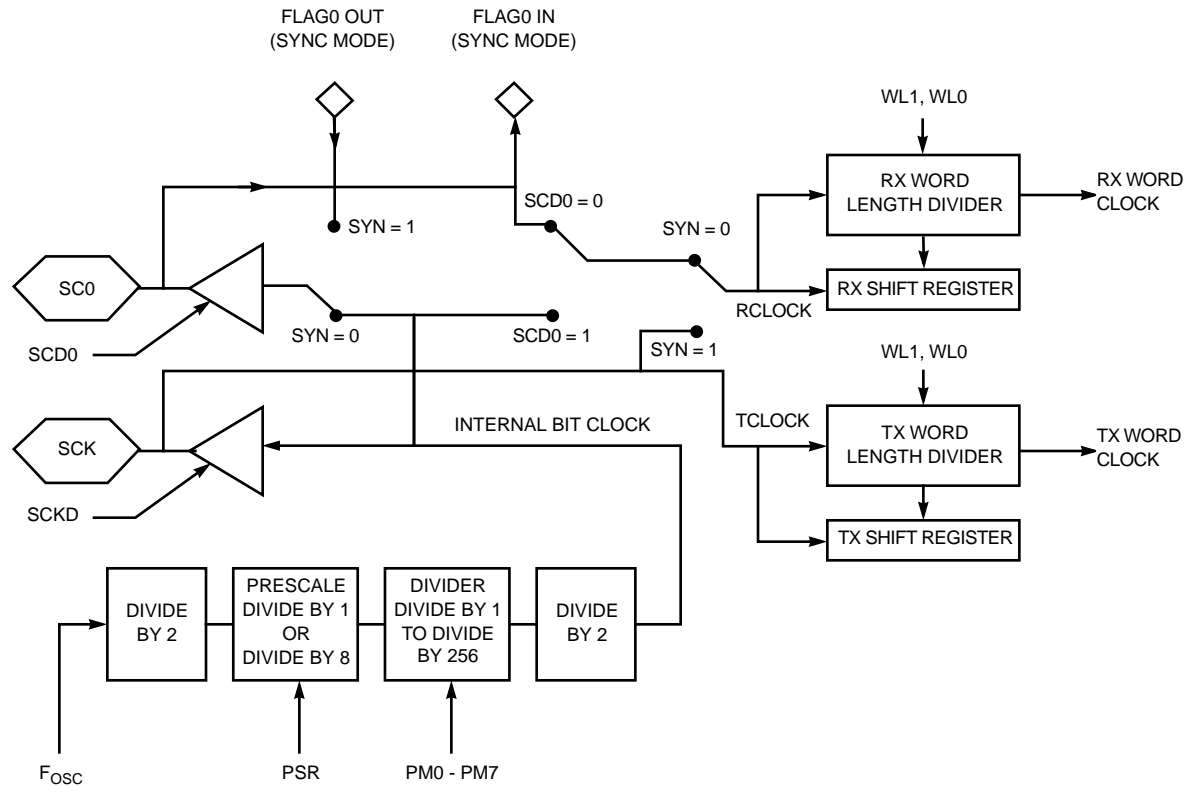 FLAG0 OUT
(SYNC MODE)
FLAG0 IN
(SYNC MODE)
WL1, WL0
RX WORD
LENGTH DIVIDER
RX WORD
CLOCK
SCD0 = 0
SYN = 1
SYN = 0
SC0
RX SHIFT REGISTER
RCLOCK
SYN = 0
SCD0 = 1
SYN = 1
SCD0
WL1, WL0
INTERNAL BIT CLOCK
TCLOCK
TX WORD
LENGTH DIVIDER
TX WORD
CLOCK
SCK
SCKD
TX SHIFT REGISTER
DIVIDE
BY 2
PRESCALE
DIVIDE BY 1
OR
DIVIDE BY 8
DIVIDER
DIVIDE BY 1
TO DIVIDE
BY 256
DIVIDE
BY 2
FOSC
PSR
PM0 - PM7